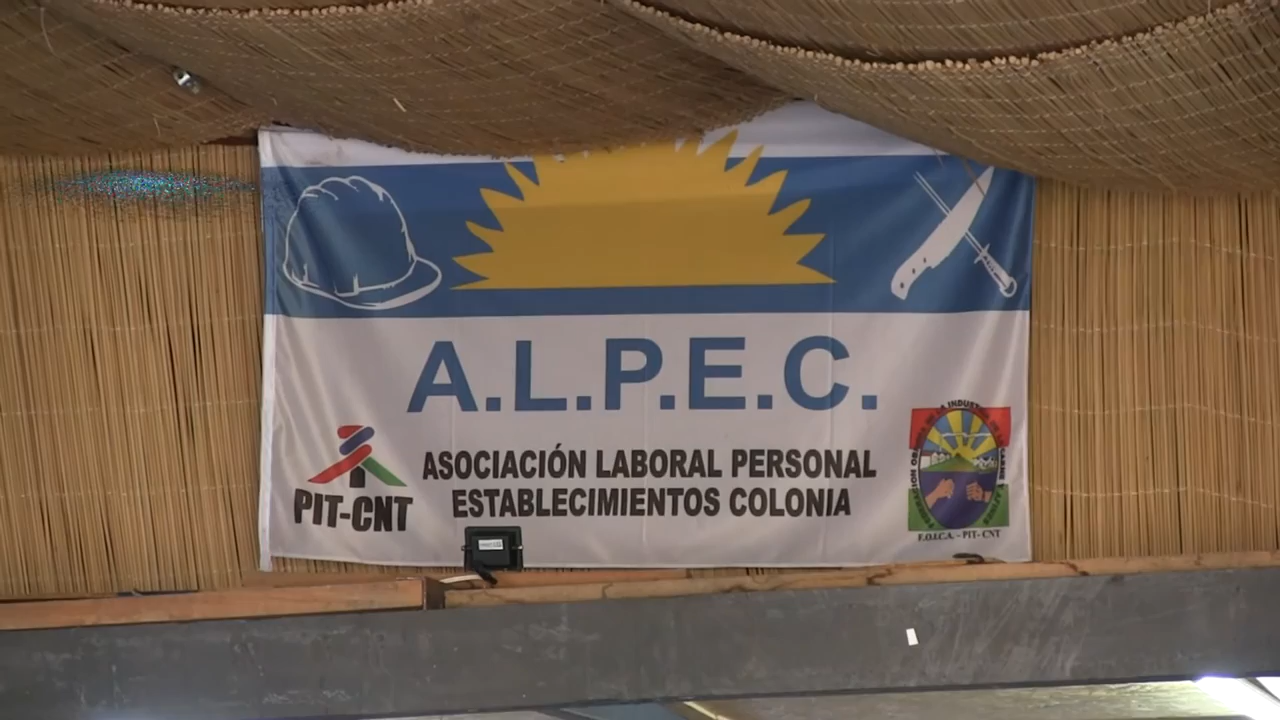 A.L.P.E.C.
ASOCIACIÓN LABORAL PERSONAL
ESTABLECIMIENTOS COLONIA
PIT-CNT
F.O.I.C.A. - PIT- CNT